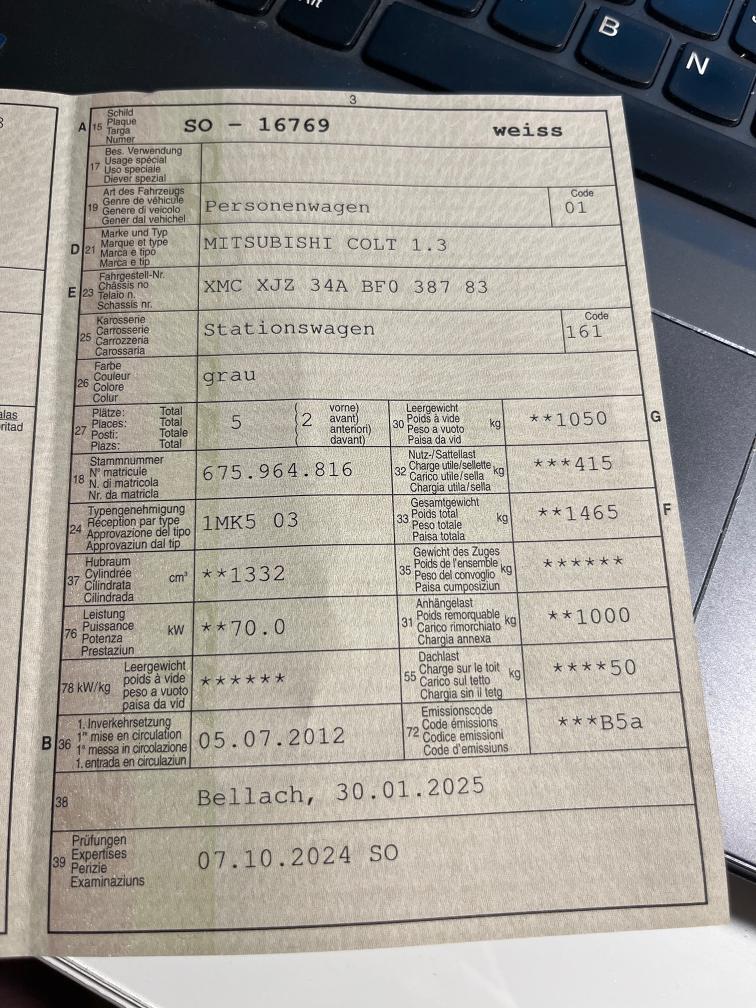 3
A 15 Schild
Plaque
Targa
Numer
SO - 16769 weiss
17 Bes. Verwendung
Usage spécial
Uso speciale
Diever spezial
19 Art des Fahrzeugs
Genre de véhicule
Genere di veicolo
Gener dal vehichel
Personenwagen
Code
01
D 21 Marke und Typ
Marque et type
Marca e tipo
Marca e tip
MITSUBISHI COLT 1.3
E 23 Fahrgestell-Nr.
Châssis no
Telaio n.
Schassis nr.
XMC XJZ 34A BF0 387 83
25 Karosserie
Carrosserie
Carrozzeria
Carossaria
Stationswagen
Code
161
26 Farbe
Couleur
Colore
Colur
grau
27 Plätze: Total
Places: Total
Posti: Totale
Plazs: Total
5
( 2 vorne)
( avant)
( anteriori)
( davant)
30 Leergewicht
Poids à vide
Peso a vuoto
Paisa da vid
kg
**1050
G
18 Stammnummer
N° matricule
N. di matricola
Nr. da matricla
675.964.816
32 Nutz-/Sattellast
Charge utile/sellette
Carico utile/sella
Chargia utila/sella
kg
***415
24 Typengenehmigung
Réception par type
Approvazione del tipo
Approvaziun dal tip
1MK5 03
33 Gesamtgewicht
Poids total
Peso totale
Paisa totala
kg
**1465
F
37 Hubraum
Cylindrée
Cilindrata
Cilindrada
cm³
**1332
35 Gewicht des Zuges
Poids de l'ensemble
Peso del convoglio
Paisa cumposiziun
kg
******
76 Leistung
Puissance
Potenza
Prestaziun
kW
**70.0
31 Anhängelast
Poids remorquable
Carico rimorchiato
Chargia annexa
kg
**1000
78 kW/kg Leergewicht
poids à vide
peso a vuoto
paisa da vid
******
55 Dachlast
Charge sur le toit
Carico sul tetto
Chargia sin il tetg
kg
****50
B 36 1. Inverkehrsetzung
1re mise en circulation
1a messa in circolazione
1. entrada en circulaziun
05.07.2012
72 Emissionscode
Code émissions
Codice emissioni
Code d'emissiuns
***B5a
38
Bellach, 30.01.2025
39 Prüfungen
Expertises
Perizie
Examinaziuns
07.10.2024 SO
B
N